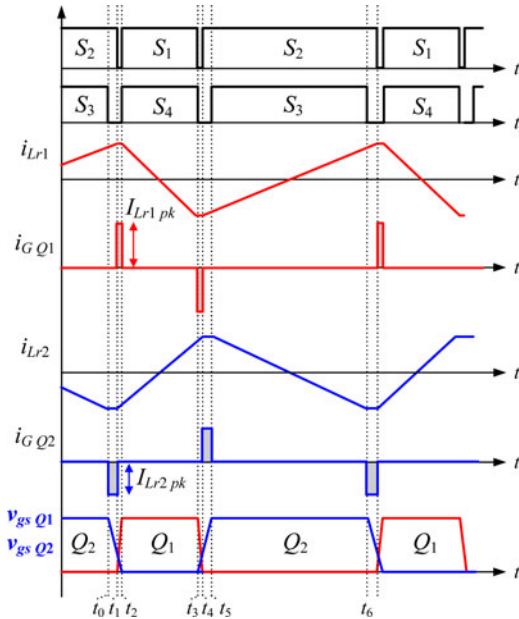 S2 S1 S2 S1
t
S3 S4 S3 S4
t
iLr1
t
ILr1 pk
iG Q1
t
iLr2
t
iG Q2
ILr2 pk
t
vgs Q1
vgs Q2
Q2 Q1 Q2 Q1
t
t0 t1 t2 t3 t4 t5 t6